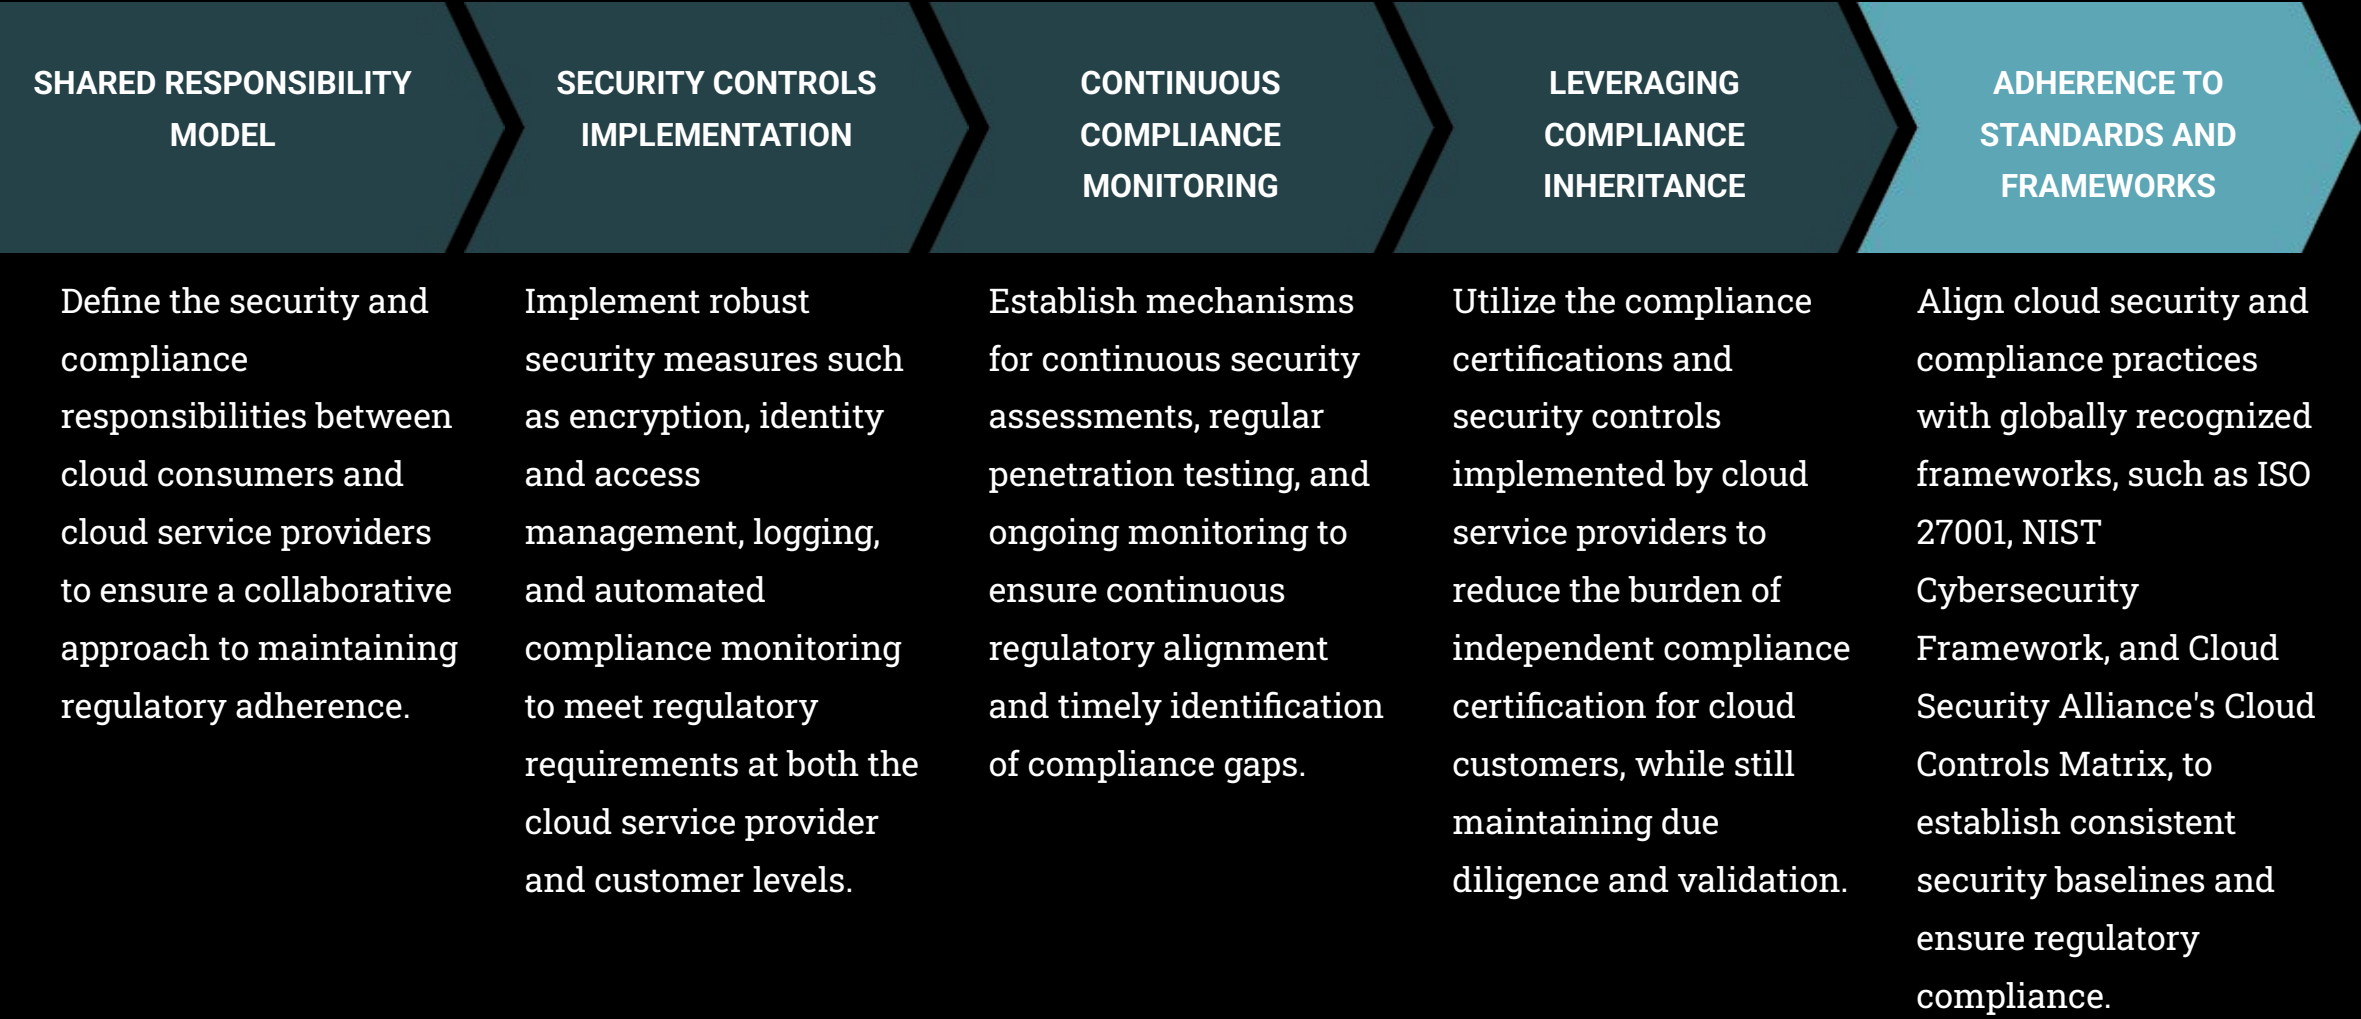 SHARED RESPONSIBILITY
MODEL
Define the security and
compliance
responsibilities between
cloud consumers and
cloud service providers
to ensure a collaborative
approach to maintaining
regulatory adherence.
SECURITY CONTROLS
IMPLEMENTATION
Implement robust
security measures such
as encryption, identity
and access
management, logging,
and automated
compliance monitoring
to meet regulatory
requirements at both the
cloud service provider
and customer levels.
CONTINUOUS
COMPLIANCE
MONITORING
Establish mechanisms
for continuous security
assessments, regular
penetration testing, and
ongoing monitoring to
ensure continuous
regulatory alignment
and timely identification
of compliance gaps.
LEVERAGING
COMPLIANCE
INHERITANCE
Utilize the compliance
certifications and
security controls
implemented by cloud
service providers to
reduce the burden of
independent compliance
certification for cloud
customers, while still
maintaining due
diligence and validation.
ADHERENCE TO
STANDARDS AND
FRAMEWORKS
Align cloud security and
compliance practices
with globally recognized
frameworks, such as ISO
27001, NIST
Cybersecurity
Framework, and Cloud
Security Alliance's Cloud
Controls Matrix, to
establish consistent
security baselines and
ensure regulatory
compliance.